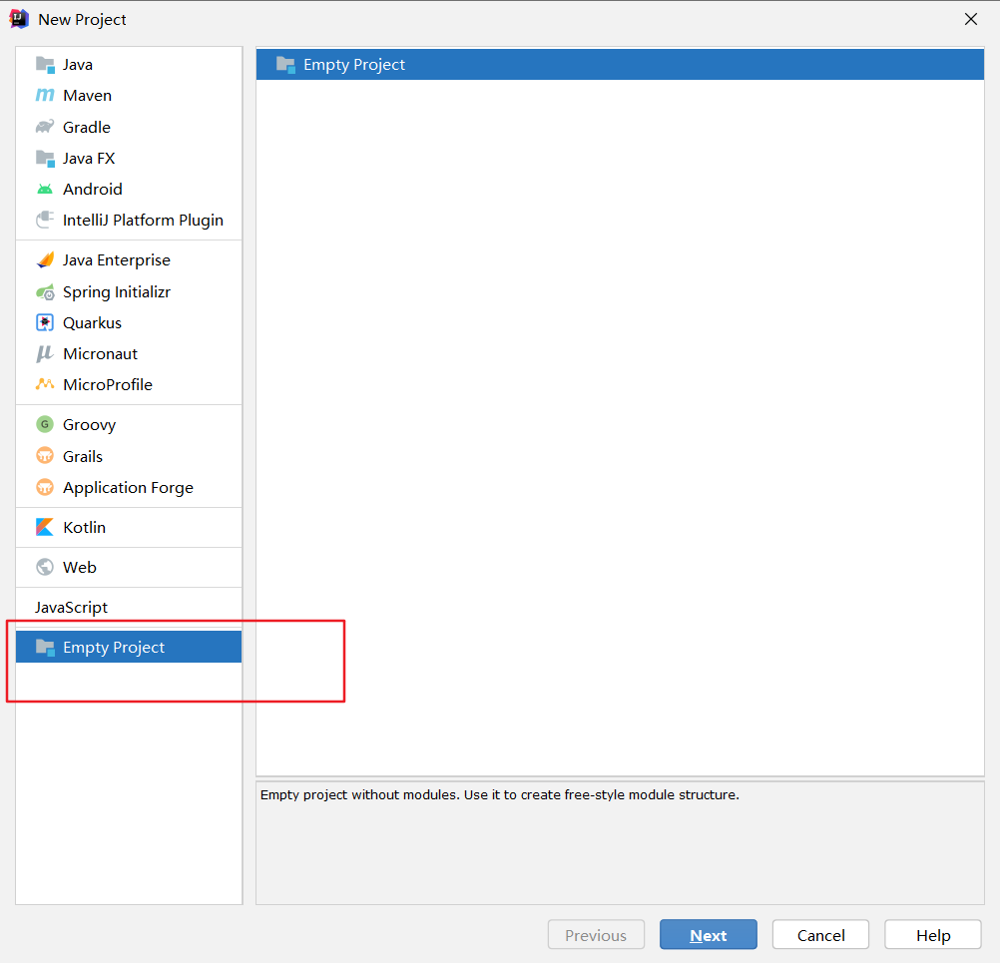 New Project
Java
Maven
Gradle
Java FX
Android
IntelliJ Platform Plugin
Java Enterprise
Spring Initializr
Quarkus
Micronaut
MicroProfile
Groovy
Grails
Application Forge
Kotlin
Web
JavaScript
Empty Project
Empty Project
Empty project without modules. Use it to create free-style module structure.
Previous
Next
Cancel
Help